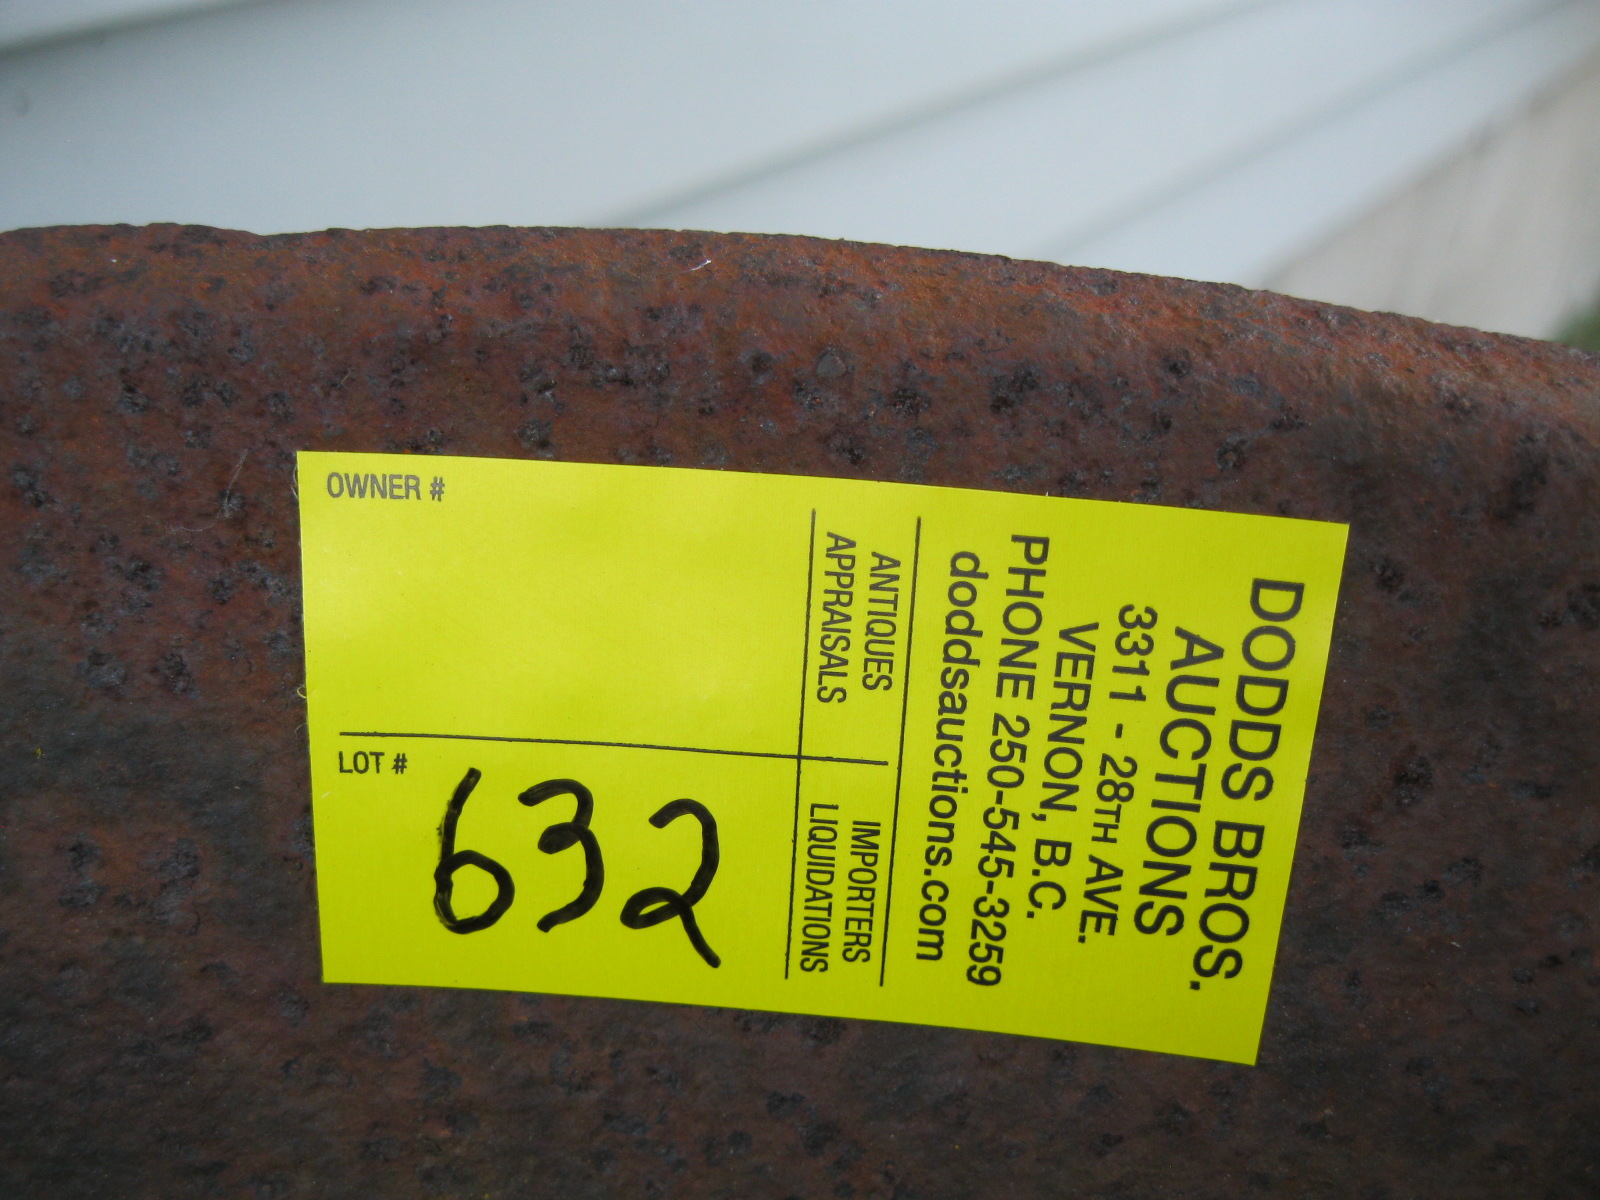 DODDS BROS.
AUCTIONS
3311 - 28TH AVE.
VERNON, B.C.
PHONE 250-545-3259
doddsauctions.com
ANTIQUES
APPRAISALS
IMPORTERS
LIQUIDATIONS
OWNER #
LOT #
632